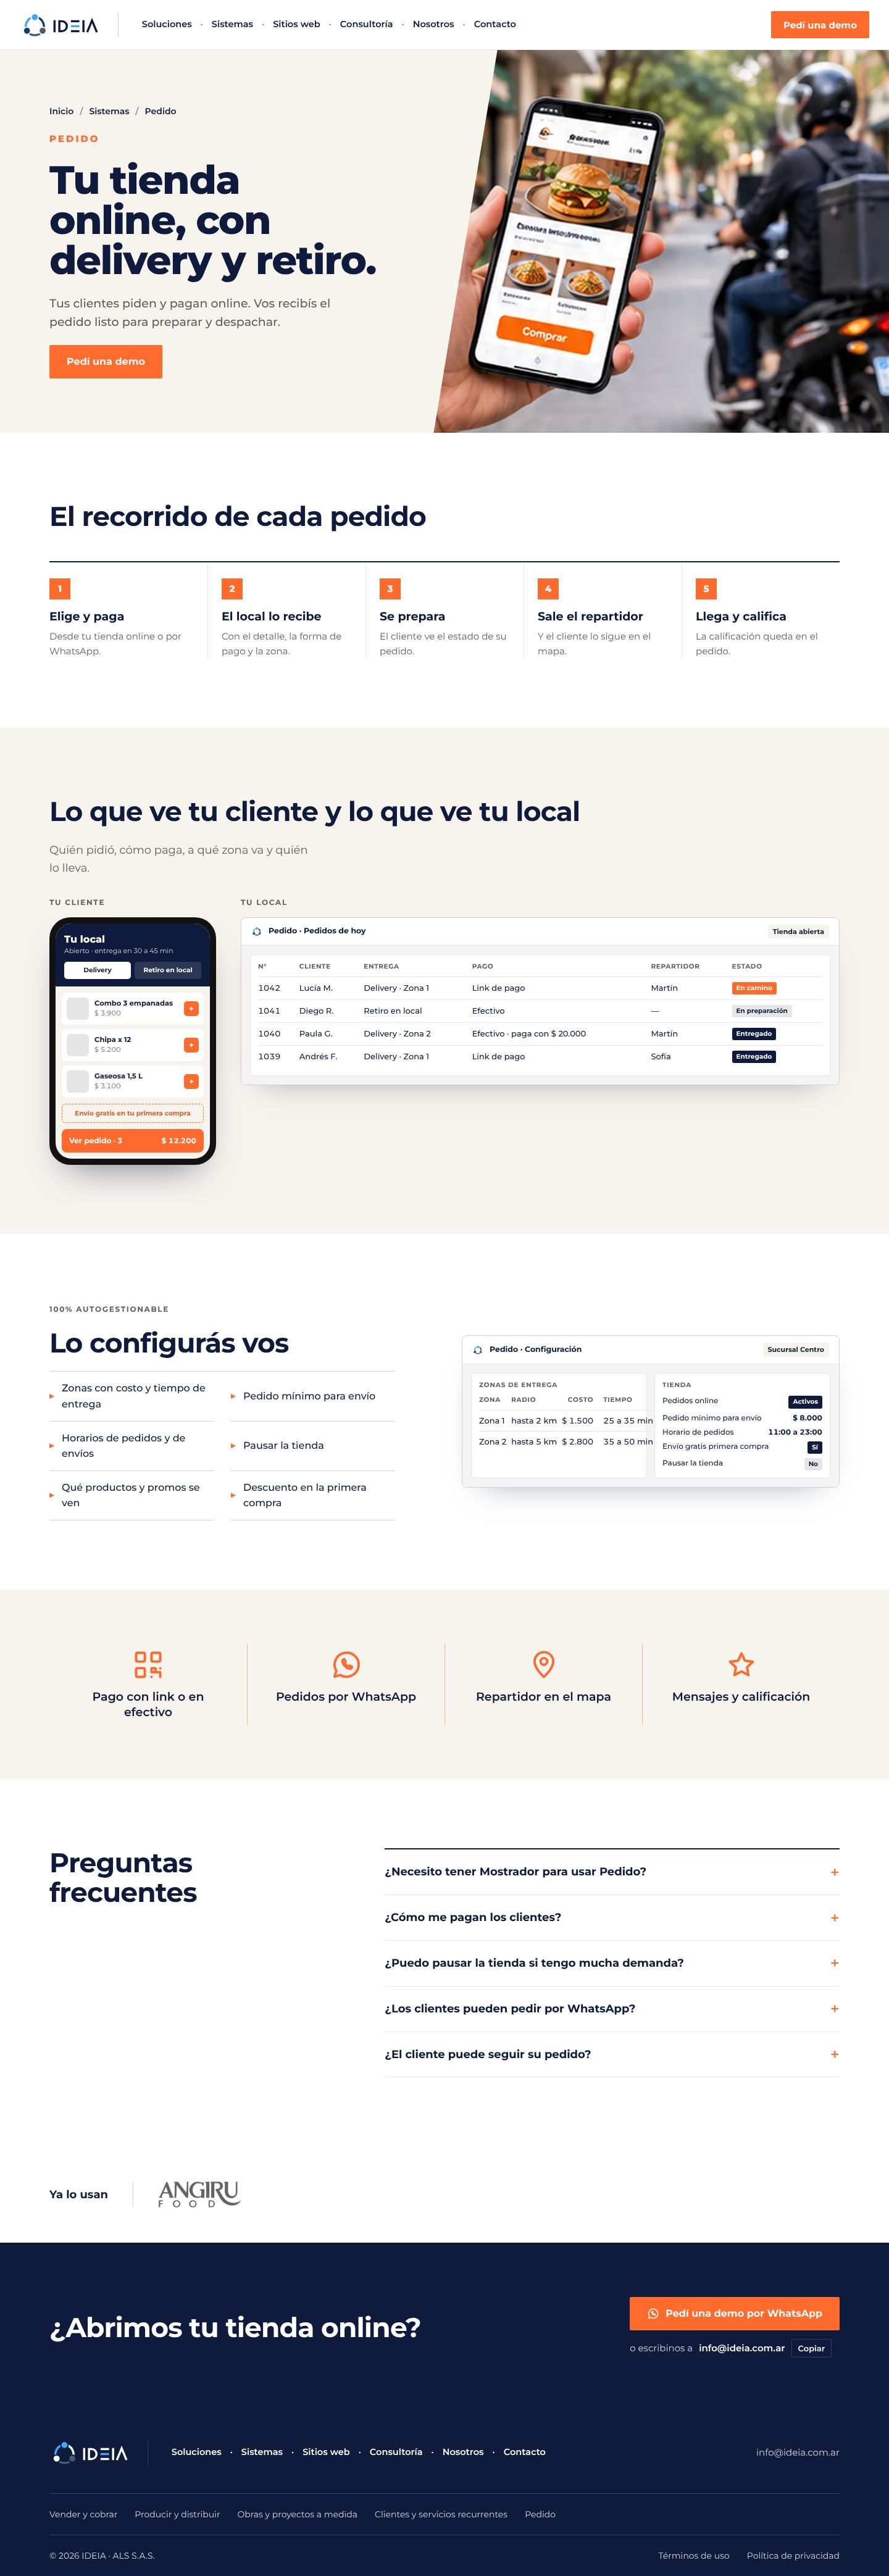 IDEIA
Soluciones · Sistemas · Sitios web · Consultoría · Nosotros · Contacto
Pedí una demo
Inicio / Sistemas / Pedido
PEDIDO
Tu tienda
online, con
delivery y retiro.
Tus clientes piden y pagan online. Vos recibís el
pedido listo para preparar y despachar.
Pedí una demo
Comprar
El recorrido de cada pedido
1
Elige y paga
Desde tu tienda online o por
WhatsApp.
2
El local lo recibe
Con el detalle, la forma de
pago y la zona.
3
Se prepara
El cliente ve el estado de su
pedido.
4
Sale el repartidor
Y el cliente lo sigue en el
mapa.
5
Llega y califica
La calificación queda en el
pedido.
Lo que ve tu cliente y lo que ve tu local
Quién pidió, cómo paga, a qué zona va y quién
lo lleva.
TU CLIENTE
Tu local
Abierto · entrega en 30 a 45 min
Delivery Retiro en local
Combo 3 empanadas
$ 3.900
+
Chipa x 12
$ 5.200
+
Gaseosa 1,5 L
$ 3.100
+
Envío gratis en tu primera compra
Ver pedido · 3 $ 12.200
TU LOCAL
Pedido · Pedidos de hoy Tienda abierta
N° CLIENTE ENTREGA PAGO REPARTIDOR ESTADO
1042 Lucía M. Delivery · Zona 1 Link de pago Martín En camino
1041 Diego R. Retiro en local Efectivo — En preparación
1040 Paula G. Delivery · Zona 2 Efectivo · paga con $ 20.000 Martín Entregado
1039 Andrés F. Delivery · Zona 1 Link de pago Sofía Entregado
100% AUTOGESTIONABLE
Lo configurás vos
Zonas con costo y tiempo de
entrega
Pedido mínimo para envío
Horarios de pedidos y de
envíos
Pausar la tienda
Qué productos y promos se
ven
Descuento en la primera
compra
Pedido · Configuración Sucursal Centro
ZONAS DE ENTREGA
ZONA RADIO COSTO TIEMPO
Zona 1 hasta 2 km $ 1.500 25 a 35 min
Zona 2 hasta 5 km $ 2.800 35 a 50 min
TIENDA
Pedidos online Activos
Pedido mínimo para envío $ 8.000
Horario de pedidos 11:00 a 23:00
Envío gratis primera compra Sí
Pausar la tienda No
Pago con link o en
efectivo
Pedidos por WhatsApp
Repartidor en el mapa
Mensajes y calificación
Preguntas
frecuentes
¿Necesito tener Mostrador para usar Pedido? +
¿Cómo me pagan los clientes? +
¿Puedo pausar la tienda si tengo mucha demanda? +
¿Los clientes pueden pedir por WhatsApp? +
¿El cliente puede seguir su pedido? +
Ya lo usan
ANGIRU
FOOD
¿Abrimos tu tienda online?
Pedí una demo por WhatsApp
o escribinos a info@ideia.com.ar Copiar
IDEIA
Soluciones · Sistemas · Sitios web · Consultoría · Nosotros · Contacto
info@ideia.com.ar
Vender y cobrar Producir y distribuir Obras y proyectos a medida Clientes y servicios recurrentes Pedido
© 2026 IDEIA · ALS S.A.S.
Términos de uso Política de privacidad